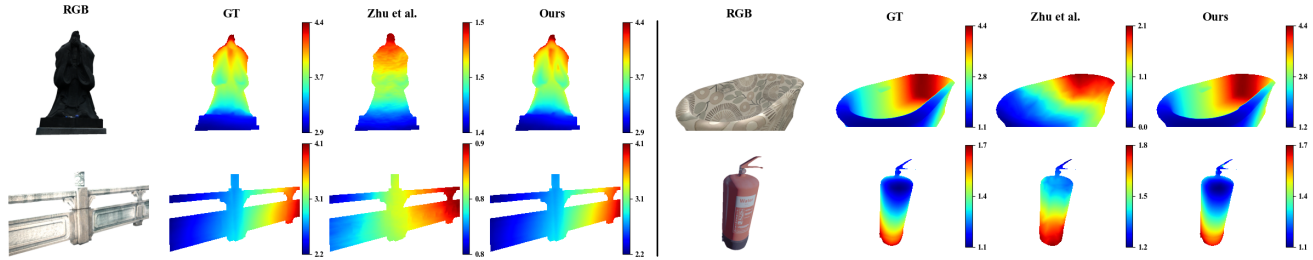 RGB GT Zhu et al. Ours RGB GT Zhu et al. Ours
4.4 1.5 4.4 4.4 2.1 4.4
3.7 1.5 3.7 2.8 1.1 2.8
2.9 1.4 2.9 1.1 0.0 1.2
4.1 0.9 4.1 1.7 1.8 1.7
3.1 0.8 3.1 1.4 1.5 1.4
2.2 0.8 2.2 1.1 1.2 1.1